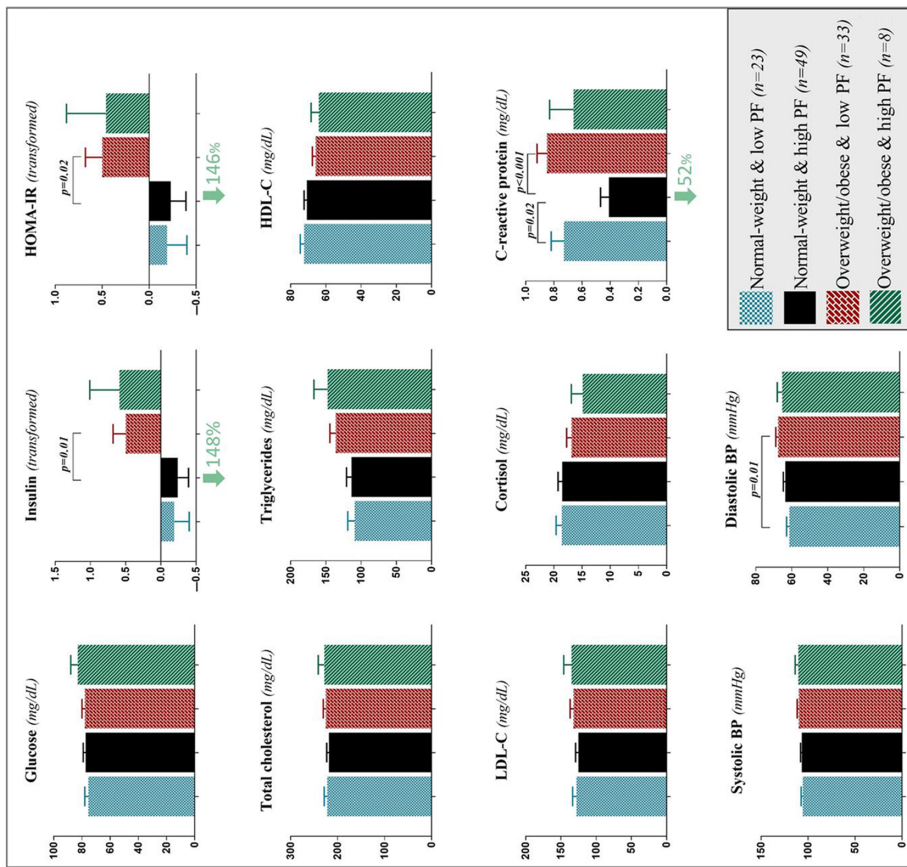 Glucose (mg/dL)
100
80
60
40
20
0
Insulin (transformed)
1.5
1.0
0.5
0.0
−0.5
p=0.01
148%
HOMA-IR (transformed)
1.0
0.5
0.0
−0.5
p=0.02
146%
Total cholesterol (mg/dL)
300
200
100
0
Triglycerides (mg/dL)
200
150
100
50
0
HDL-C (mg/dL)
80
60
40
20
0
LDL-C (mg/dL)
200
150
100
50
0
Cortisol (mg/dL)
25
20
15
10
5
0
C-reactive protein (mg/dL)
1.0
0.8
0.6
0.4
0.2
0.0
p=0.02
p<0.001
52%
Systolic BP (mmHg)
150
100
50
0
Diastolic BP (mmHg)
80
60
40
20
0
p=0.01
Normal-weight & low PF (n=23)
Normal-weight & high PF (n=49)
Overweight/obese & low PF (n=33)
Overweight/obese & high PF (n=8)